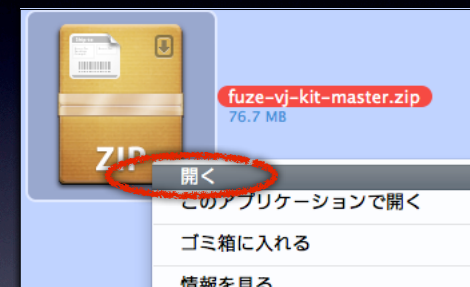 fuze-vj-kit-master.zip
76.7 MB
ZIP
開く
このアプリケーションで開く
ゴミ箱に入れる
情報を見る